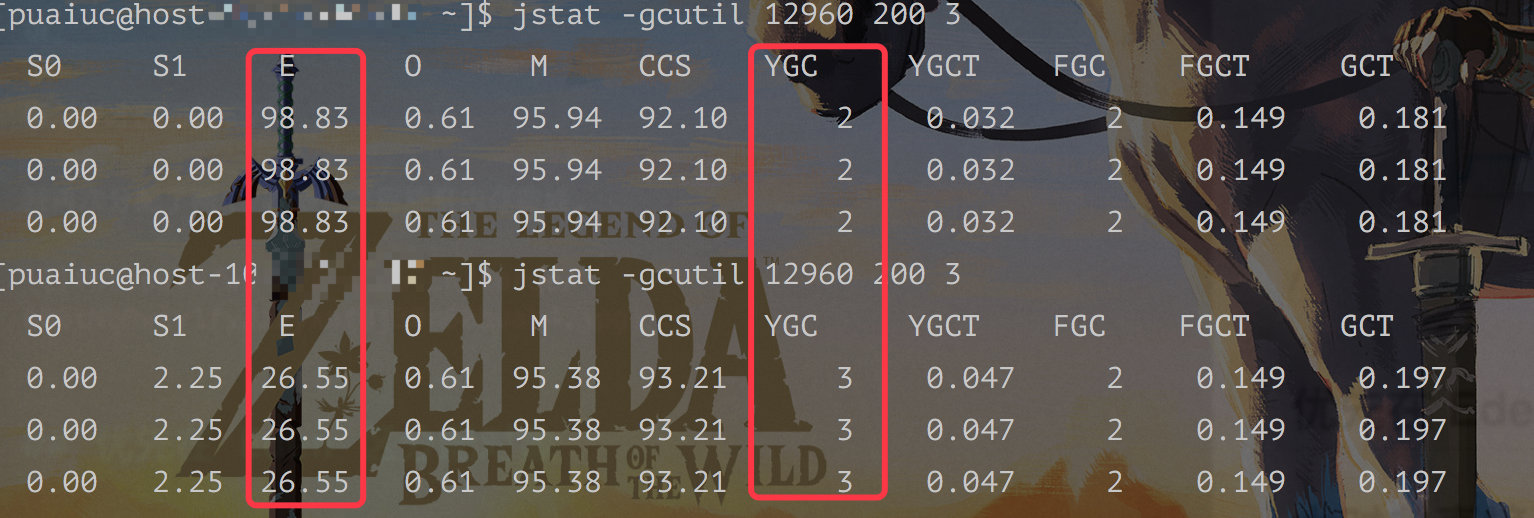 [puaiuc@host- ~]$ jstat -gcutil 12960 200 3
S0 S1 E O M CCS YGC YGCT FGC FGCT GCT
0.00 0.00 98.83 0.61 95.94 92.10 2 0.032 2 0.149 0.181
0.00 0.00 98.83 0.61 95.94 92.10 2 0.032 2 0.149 0.181
0.00 0.00 98.83 0.61 95.94 92.10 2 0.032 2 0.149 0.181
THE LEGEND OF
[puaiuc@host-10 ~]$ jstat -gcutil 12960 200 3
ZELDA
S0 S1 E O M CCS YGC YGCT FGC FGCT GCT
0.00 2.25 26.55 0.61 95.38 93.21 3 0.047 2 0.149 0.197
0.00 2.25 26.55 0.61 95.38 93.21 3 0.047 2 0.149 0.197
BREATH OF THE WILD
0.00 2.25 26.55 0.61 95.38 93.21 3 0.047 2 0.149 0.197